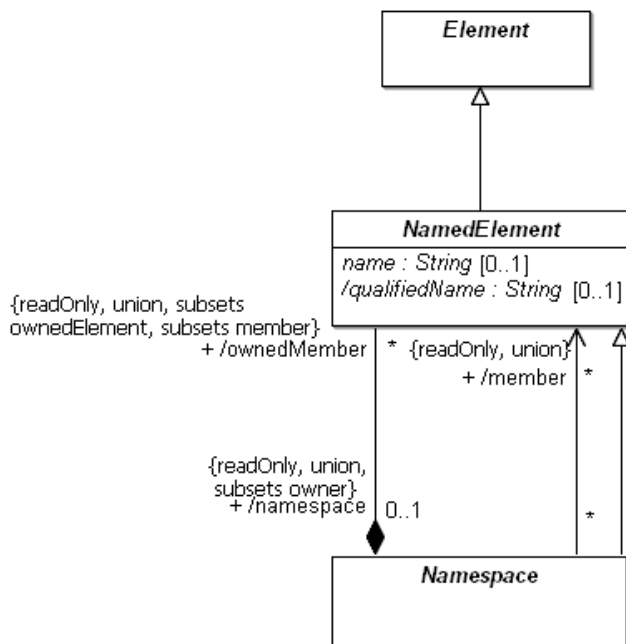 Element
NamedElement
name : String [0..1]
/qualifiedName : String [0..1]
{readOnly, union, subsets
ownedElement, subsets member}
+ /ownedMember
*
{readOnly, union}
+ /member
*
{readOnly, union,
subsets owner}
+ /namespace
0..1
*
Namespace